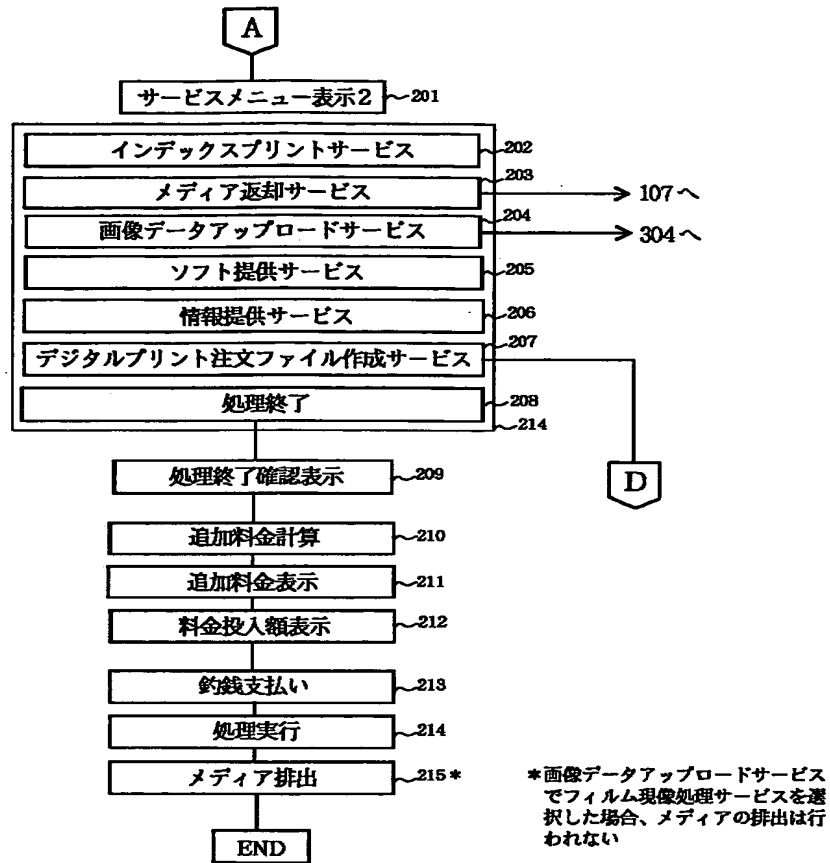 A
サービスメニュー表示2 201
インデックスプリントサービス 202
メディア返却サービス 203 107へ
画像データアップロードサービス 204 304へ
ソフト提供サービス 205
情報提供サービス 206
デジタルプリント注文ファイル作成サービス 207
処理終了 208
214
処理終了確認表示 209
D
追加料金計算 210
追加料金表示 211
料金投入額表示 212
釣銭支払い 213
処理実行 214
メディア排出 215*
END
*画像データアップロードサービス
でフィルム現像処理サービスを選
択した場合、メディアの排出は行
われない